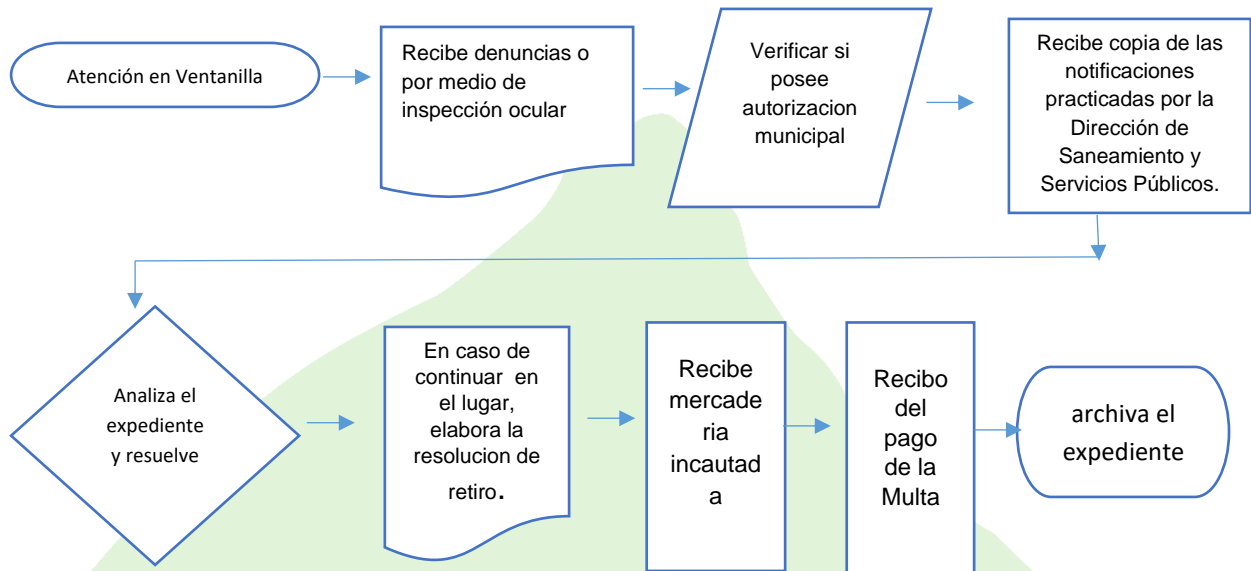 Atención en Ventanilla
Recibe denuncias o
por medio de
inspección ocular
Verificar si
posee
autorizacion
municipal
Recibe copia de las
notificaciones
practicadas por la
Dirección de
Saneamiento y
Servicios Públicos.
Analiza el
expediente
y resuelve
En caso de
continuar en
el lugar,
elabora la
resolucion de
retiro.
Recibe
mercade
ria
incautad
a
Recibo
del
pago
de la
Multa
archiva el
expediente